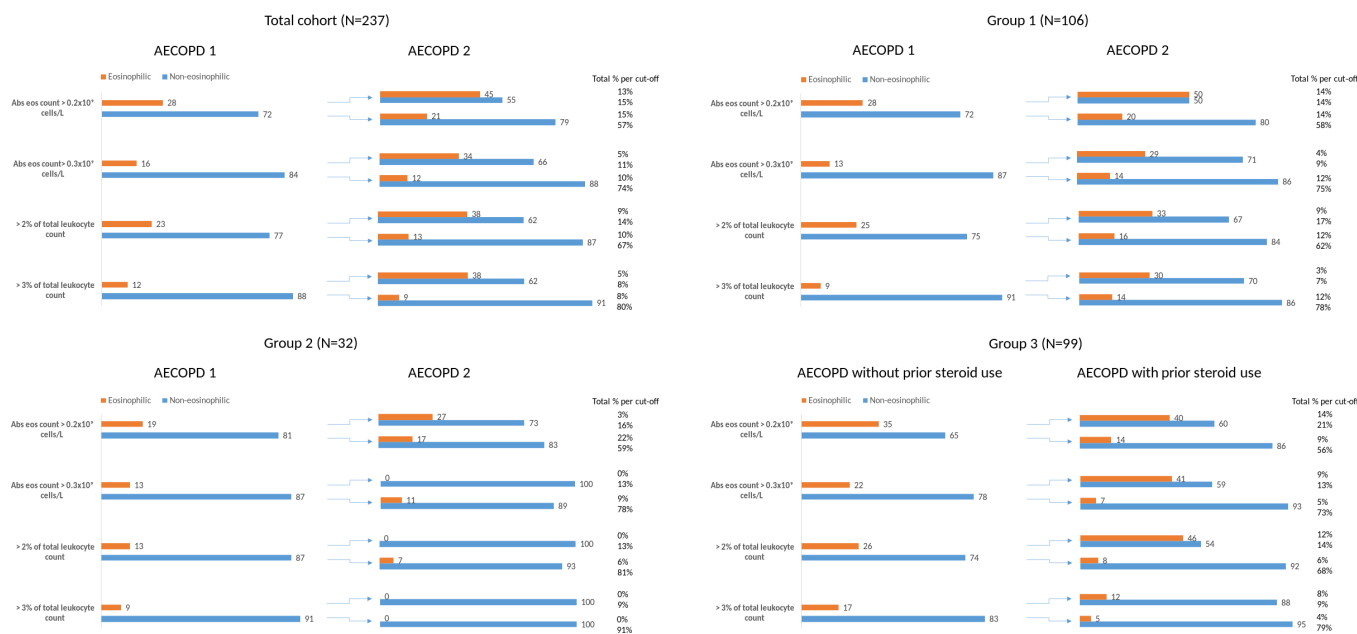 Total cohort (N=237)
AECOPD 1
AECOPD 2
Eosinophilic
Non-eosinophilic
Total % per cut-off
Abs eos count > 0.2x10⁹
cells/L
28
72
45
55
21
79
13%
15%
15%
57%
Abs eos count> 0.3x10⁹
cells/L
16
84
34
66
12
88
5%
11%
10%
74%
> 2% of total leukocyte
count
23
77
38
62
13
87
9%
14%
10%
67%
> 3% of total leukocyte
count
12
88
38
62
9
91
5%
8%
8%
80%
Group 1 (N=106)
AECOPD 1
AECOPD 2
Eosinophilic
Non-eosinophilic
Total % per cut-off
Abs eos count > 0.2x10⁹
cells/L
28
72
50
50
20
80
14%
14%
14%
58%
Abs eos count> 0.3x10⁹
cells/L
13
87
29
71
14
86
4%
9%
12%
75%
> 2% of total leukocyte
count
25
75
33
67
16
84
9%
17%
12%
62%
> 3% of total leukocyte
count
9
91
30
70
14
86
3%
7%
12%
78%
Group 2 (N=32)
AECOPD 1
AECOPD 2
Eosinophilic
Non-eosinophilic
Total % per cut-off
Abs eos count > 0.2x10⁹
cells/L
19
81
27
73
17
83
3%
16%
22%
59%
Abs eos count > 0.3x10⁹
cells/L
13
87
0
100
11
89
0%
13%
9%
78%
> 2% of total leukocyte
count
13
87
0
100
7
93
0%
13%
6%
81%
> 3% of total leukocyte
count
9
91
0
100
0
100
0%
9%
0%
91%
Group 3 (N=99)
AECOPD without prior steroid use
AECOPD with prior steroid use
Eosinophilic
Non-eosinophilic
Total % per cut-off
Abs eos count > 0.2x10⁹
cells/L
35
65
40
60
14
86
14%
21%
9%
56%
Abs eos count > 0.3x10⁹
cells/L
22
78
41
59
7
93
9%
13%
5%
73%
> 2% of total leukocyte
count
26
74
46
54
8
92
12%
14%
6%
68%
> 3% of total leukocyte
count
17
83
12
88
5
95
8%
9%
4%
79%